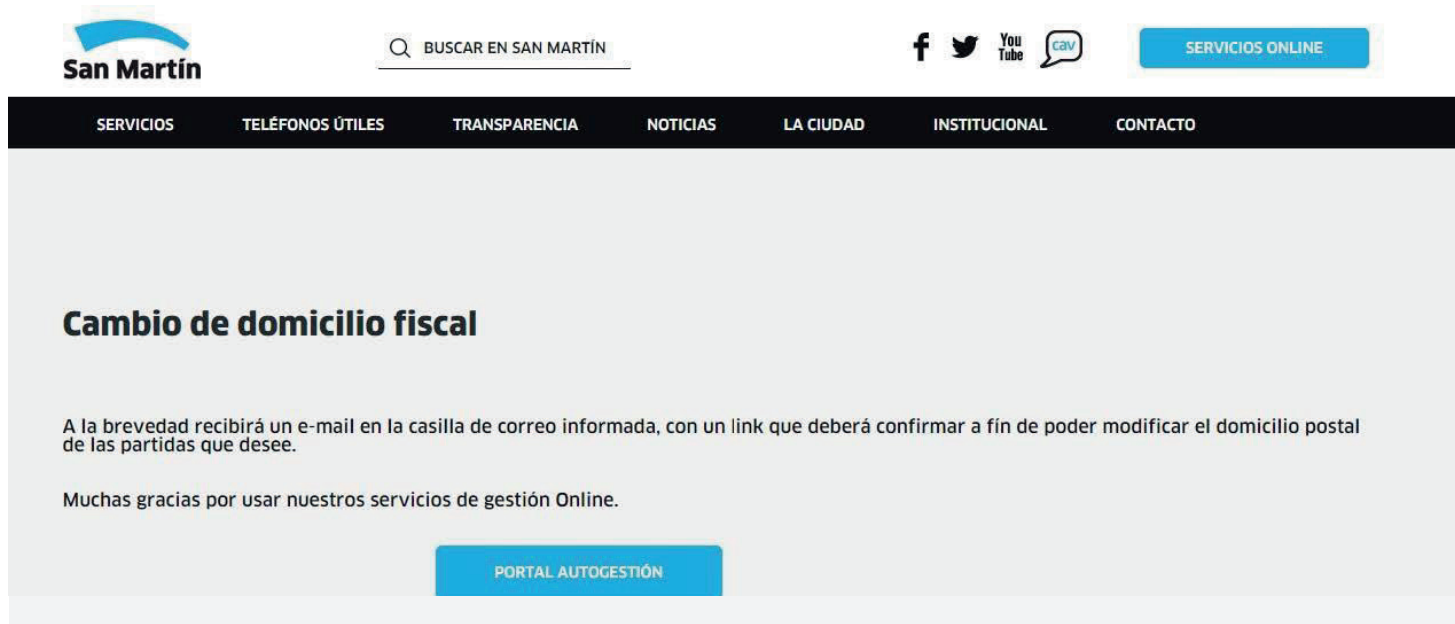 San Martín
BUSCAR EN SAN MARTÍN
f
You
Tube
cav
SERVICIOS ONLINE
SERVICIOS TELÉFONOS ÚTILES TRANSPARENCIA NOTICIAS LA CIUDAD INSTITUCIONAL CONTACTO
Cambio de domicilio fiscal
A la brevedad recibirá un e-mail en la casilla de correo informada, con un link que deberá confirmar a fín de poder modificar el domicilio postal
de las partidas que desee.
Muchas gracias por usar nuestros servicios de gestión Online.
PORTAL AUTOGESTIÓN